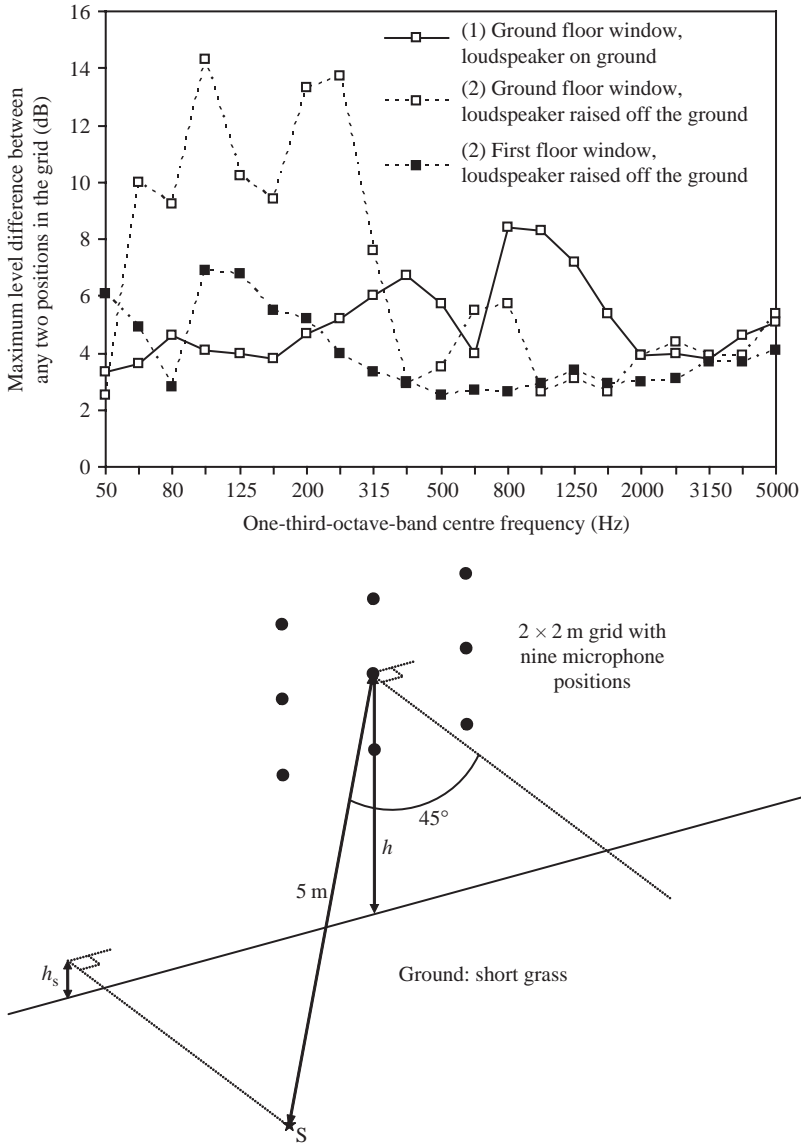 16
14
12
10
8
6
4
2
0
Maximum level difference between
any two positions in the grid (dB)
(1) Ground floor window,
loudspeaker on ground
(2) Ground floor window,
loudspeaker raised off the ground
(2) First floor window,
loudspeaker raised off the ground
50 80 125 200 315 500 800 1250 2000 3150 5000
One-third-octave-band centre frequency (Hz)
2 × 2 m grid with
nine microphone
positions
45°
h
5 m
hs
Ground: short grass
S